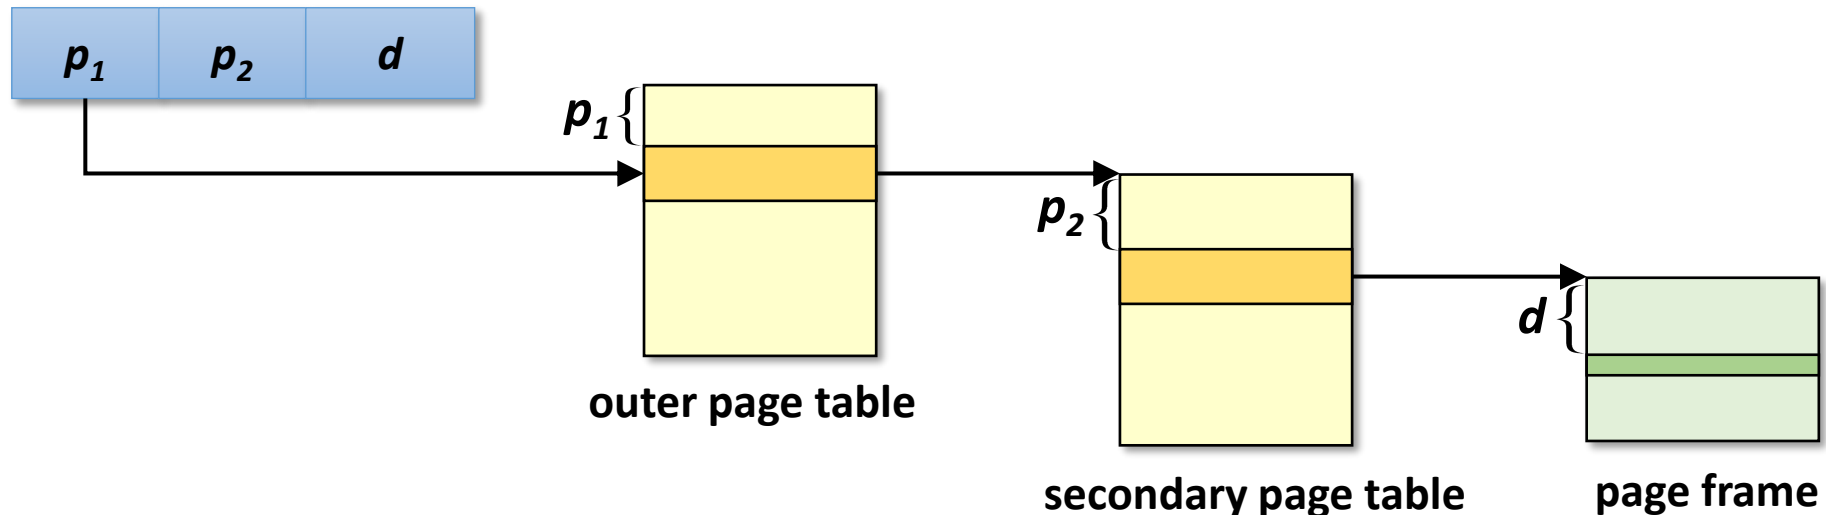 p1 p2 d
p1
p2
d
outer page table
secondary page table
page frame